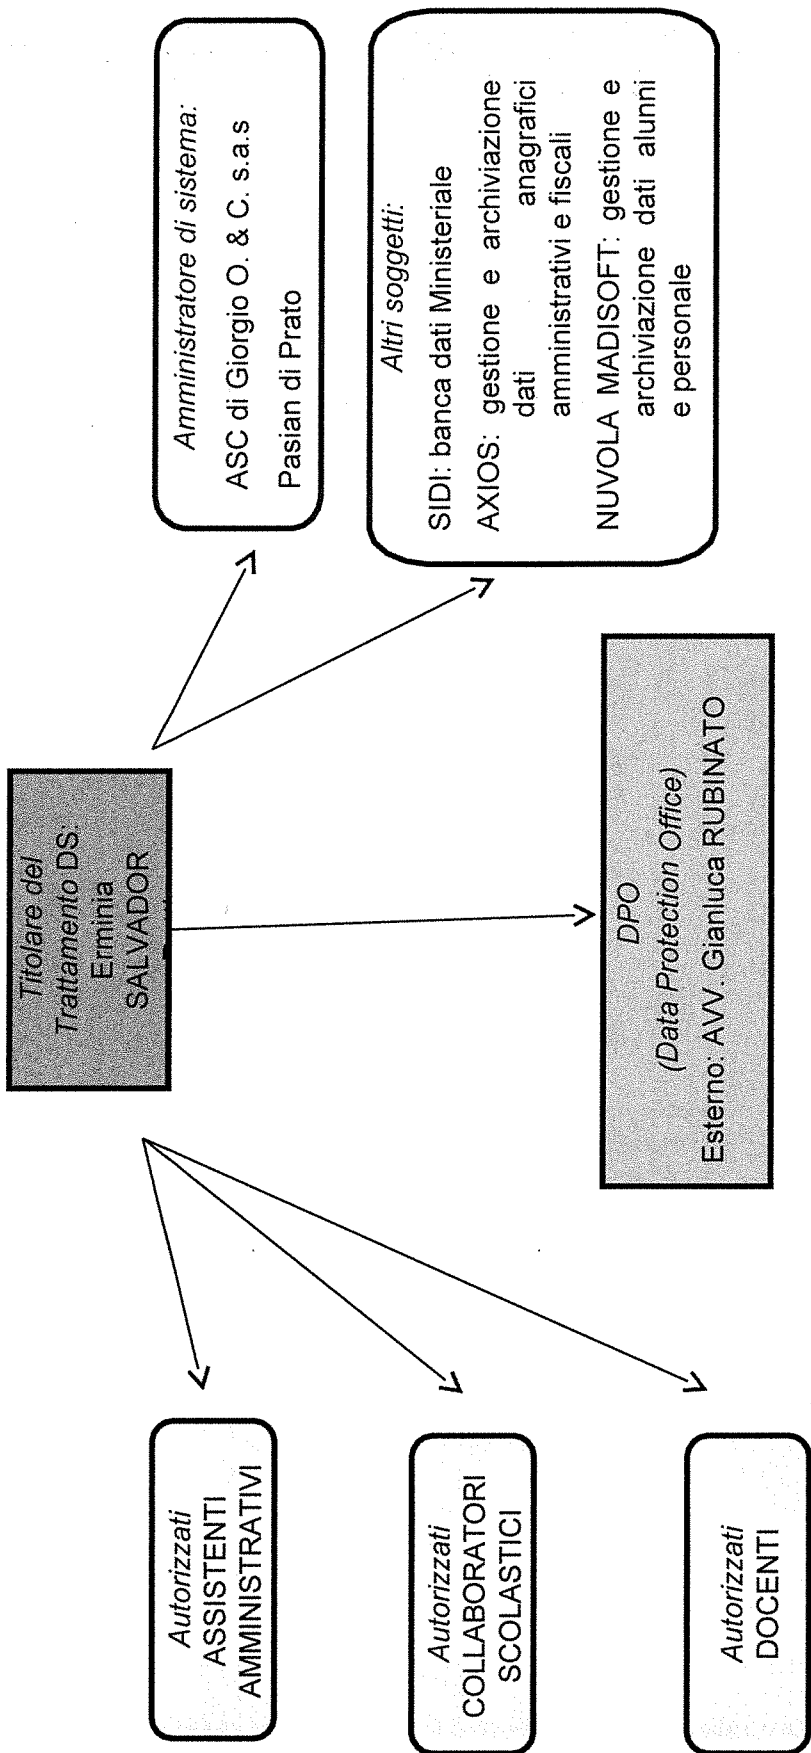 Titolare del
Trattamento DS:
Erminia
SALVADOR
Autorizzati
ASSISTENTI
AMMINISTRATIVI
Autorizzati
COLLABORATORI
SCOLASTICI
Autorizzati
DOCENTI
DPO
(Data Protection Office)
Esterno: AVV. Gianluca RUBINATO
Amministratore di sistema:
ASC di Giorgio O. & C. s.a.s
Pasian di Prato
Altri soggetti:
SIDI: banca dati Ministeriale
AXIOS: gestione e archiviazione
dati anagrafici
amministrativi e fiscali
NUVOLA MADISOFT: gestione e
archiviazione dati alunni
e personale